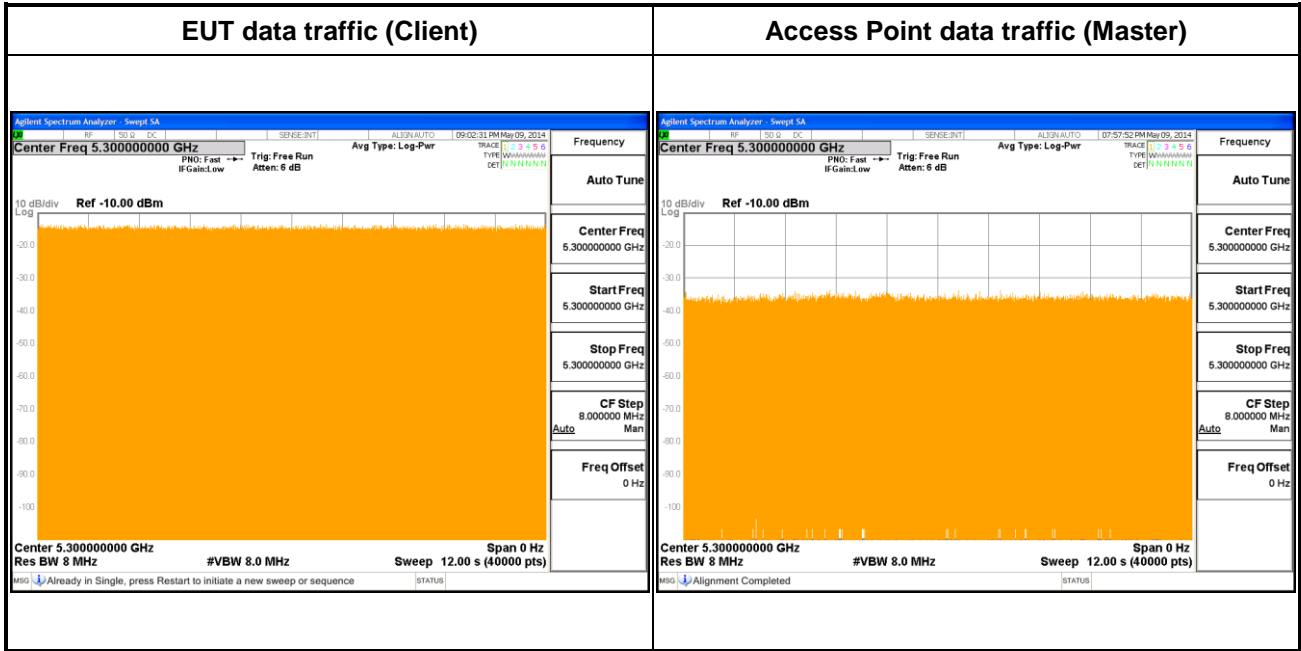 EUT data traffic (Client)
Access Point data traffic (Master)
Agilent Spectrum Analyzer - Swept SA
LXI RF 50 Ω DC SENSE:INT ALIGNAUTO 09:02:31 PM May 09, 2014
Center Freq 5.300000000 GHz
PNO: Fast
IFGain:Low
Trig: Free Run
Atten: 6 dB
Avg Type: Log-Pwr
TRACE 1 2 3 4 5 6
TYPE
DET N N N N N N
10 dB/div
Log
Ref -10.00 dBm
-20.0
-30.0
-40.0
-50.0
-60.0
-70.0
-80.0
-90.0
-100
Center 5.300000000 GHz Span 0 Hz
Res BW 8 MHz #VBW 8.0 MHz Sweep 12.00 s (40000 pts)
MSG Already in Single, press Restart to initiate a new sweep or sequence STATUS
Frequency
Auto Tune
Center Freq
5.300000000 GHz
Start Freq
5.300000000 GHz
Stop Freq
5.300000000 GHz
CF Step
8.000000 MHz
Auto Man
Freq Offset
0 Hz
Agilent Spectrum Analyzer - Swept SA
LXI RF 50 Ω DC SENSE:INT ALIGNAUTO 07:57:52 PM May 09, 2014
Center Freq 5.300000000 GHz
PNO: Fast
IFGain:Low
Trig: Free Run
Atten: 6 dB
Avg Type: Log-Pwr
TRACE 1 2 3 4 5 6
TYPE
DET N N N N N N
10 dB/div
Log
Ref -10.00 dBm
-20.0
-30.0
-40.0
-50.0
-60.0
-70.0
-80.0
-90.0
-100
Center 5.300000000 GHz Span 0 Hz
Res BW 8 MHz #VBW 8.0 MHz Sweep 12.00 s (40000 pts)
MSG Alignment Completed STATUS
Frequency
Auto Tune
Center Freq
5.300000000 GHz
Start Freq
5.300000000 GHz
Stop Freq
5.300000000 GHz
CF Step
8.000000 MHz
Auto Man
Freq Offset
0 Hz